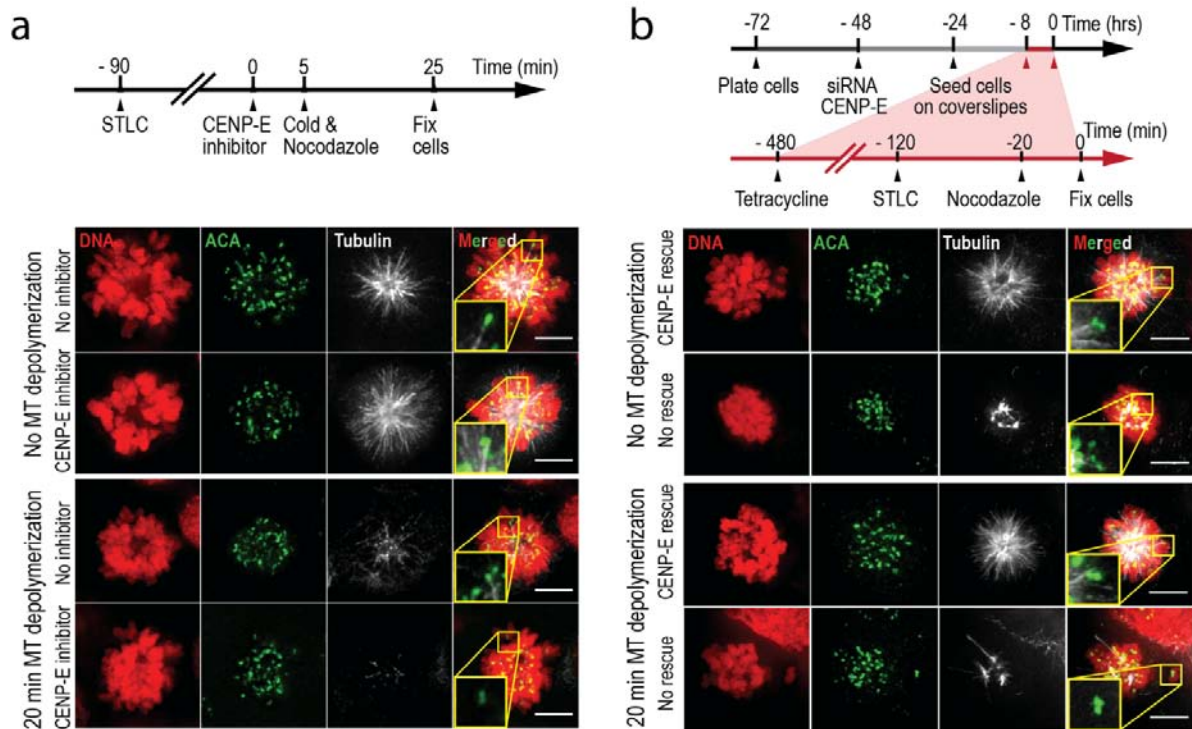 a
- 90 0 5 25 Time (min)
STLC
CENP-E inhibitor
Cold & Nocodazole
Fix cells
DNA ACA Tubulin Merged
No MT depolymerization
No inhibitor
CENP-E inhibitor
20 min MT depolymerization
No inhibitor
CENP-E inhibitor
b
-72 - 48 -24 - 8 0 Time (hrs)
Plate cells
siRNA CENP-E
Seed cells on coverslipes
- 480 - 120 -20 0 Time (min)
Tetracycline STLC Nocodazole Fix cells
DNA ACA Tubulin Merged
No MT depolymerization
CENP-E rescue
No rescue
20 min MT depolymerization
CENP-E rescue
No rescue